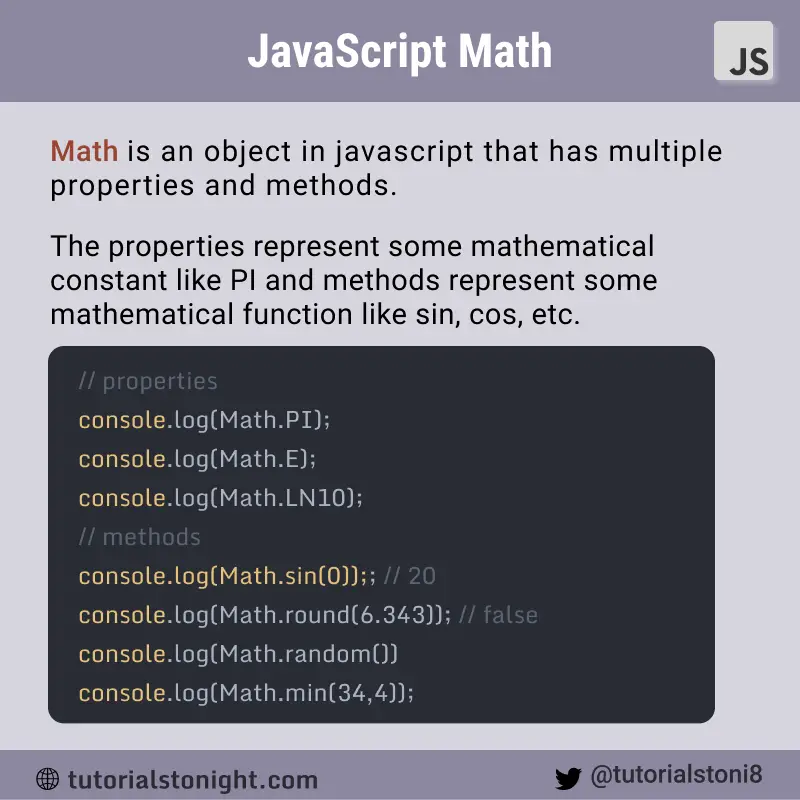 JavaScript Math
JS
Math is an object in javascript that has multiple
properties and methods.
The properties represent some mathematical
constant like PI and methods represent some
mathematical function like sin, cos, etc.
// properties
console.log(Math.PI);
console.log(Math.E);
console.log(Math.LN10);
// methods
console.log(Math.sin(0));; // 20
console.log(Math.round(6.343)); // false
console.log(Math.random())
console.log(Math.min(34,4));
tutorialstonight.com
@tutorialstoni8